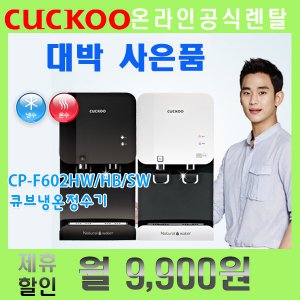 CUCKOO 온라인공식렌탈
대박 사은품
냉수 온수
CUCKOO
CUCKOO
CP-F602HW/HB/SW
큐브냉온정수기
Natural water
Natural water
제휴
할인
월 9,900원